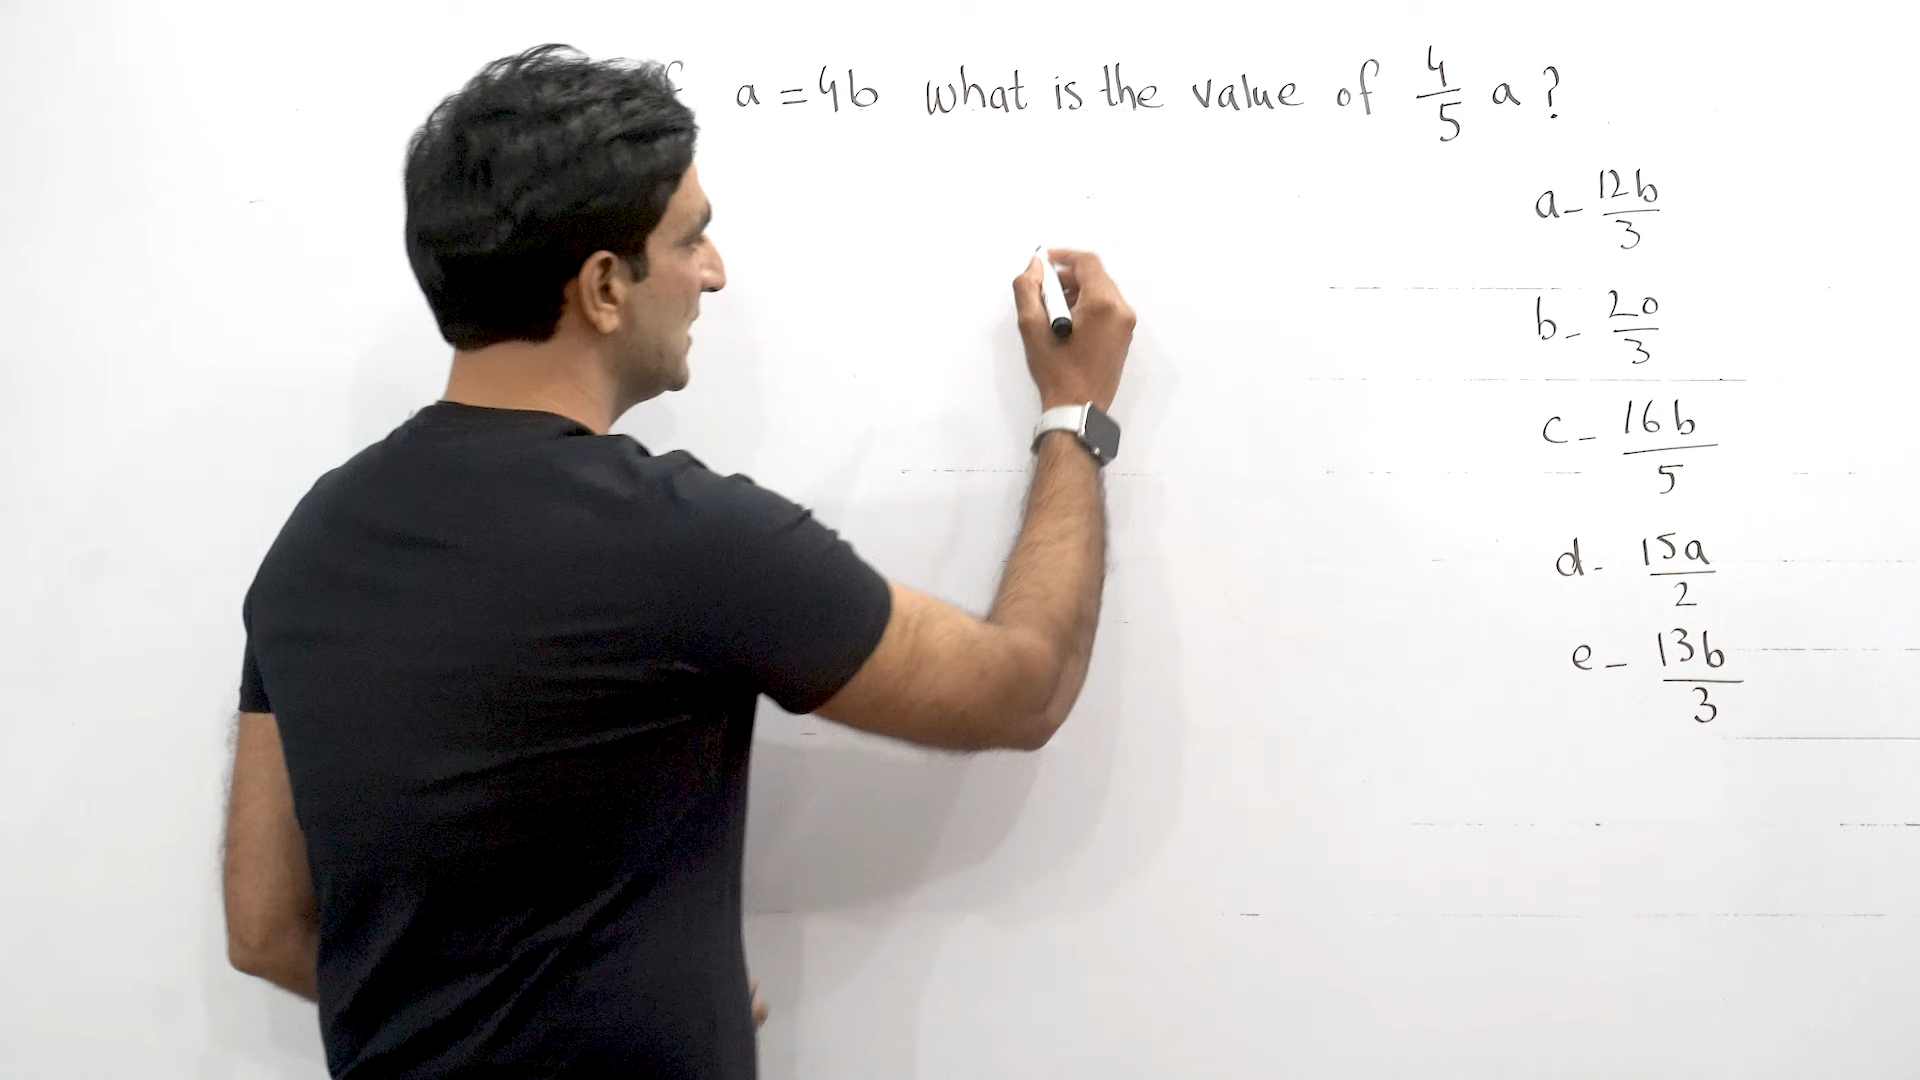 a = 4b what is the value of 4/5 a ?
a- 12b/3
b- 20/3
c- 16b/5
d- 15a/2
e- 13b/3